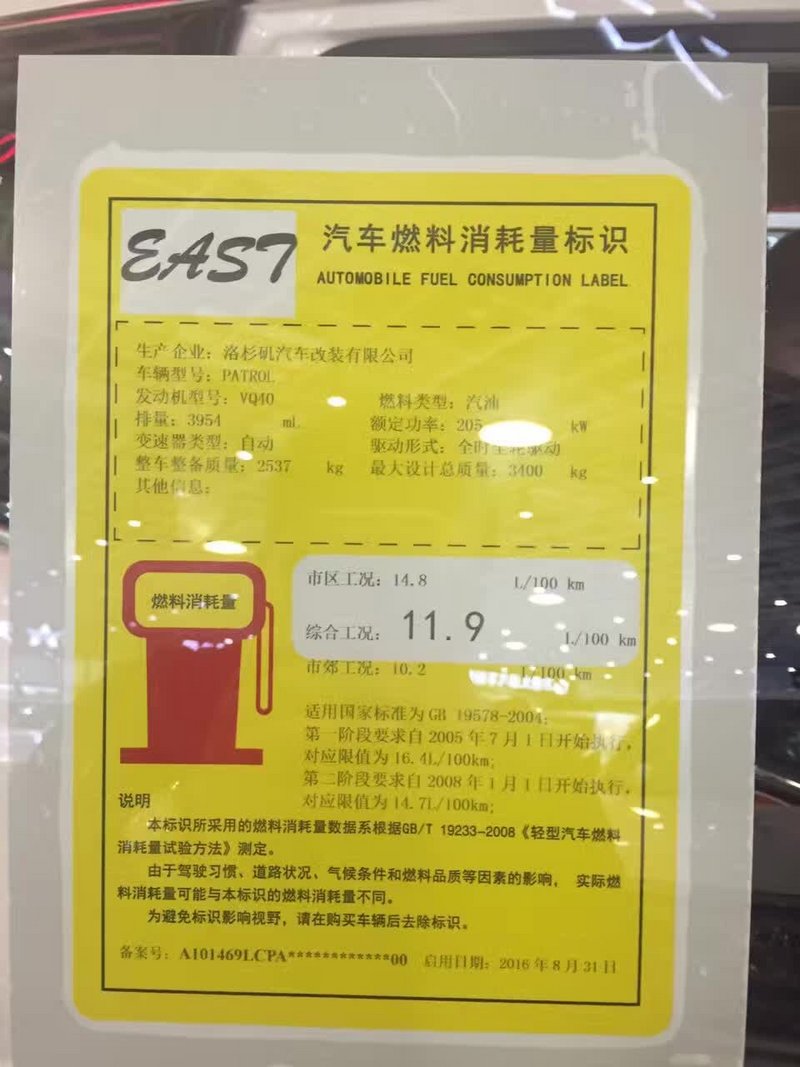 EAST
汽车燃料消耗量标识
AUTOMOBILE FUEL CONSUMPTION LABEL
生产企业：洛杉矶汽车改装有限公司
车辆型号：PATROL
发动机型号：VQ40 燃料类型：汽油
排量：3954 mL 额定功率：205 kW
变速器类型：自动 驱动形式：全时全轮驱动
整车整备质量：2537 kg 最大设计总质量：3400 kg
其他信息：
燃料消耗量
市区工况：14.8 L/100 km
综合工况：11.9 L/100 km
市郊工况：10.2 L/100 km
适用国家标准为GB 19578-2004；
第一阶段要求自2005年7月1日开始执行，
对应限值为16.4L/100km；
第二阶段要求自2008年1月1日开始执行，
对应限值为14.7L/100km；
说明
本标识所采用的燃料消耗量数据系根据GB/T 19233-2008《轻型汽车燃料
消耗量试验方法》测定。
由于驾驶习惯、道路状况、气候条件和燃料品质等因素的影响， 实际燃
料消耗量可能与本标识的燃料消耗量不同。
为避免标识影响视野，请在购买车辆后去除标识。
备案号：A101469LCPA************00 启用日期：2016年8月31日